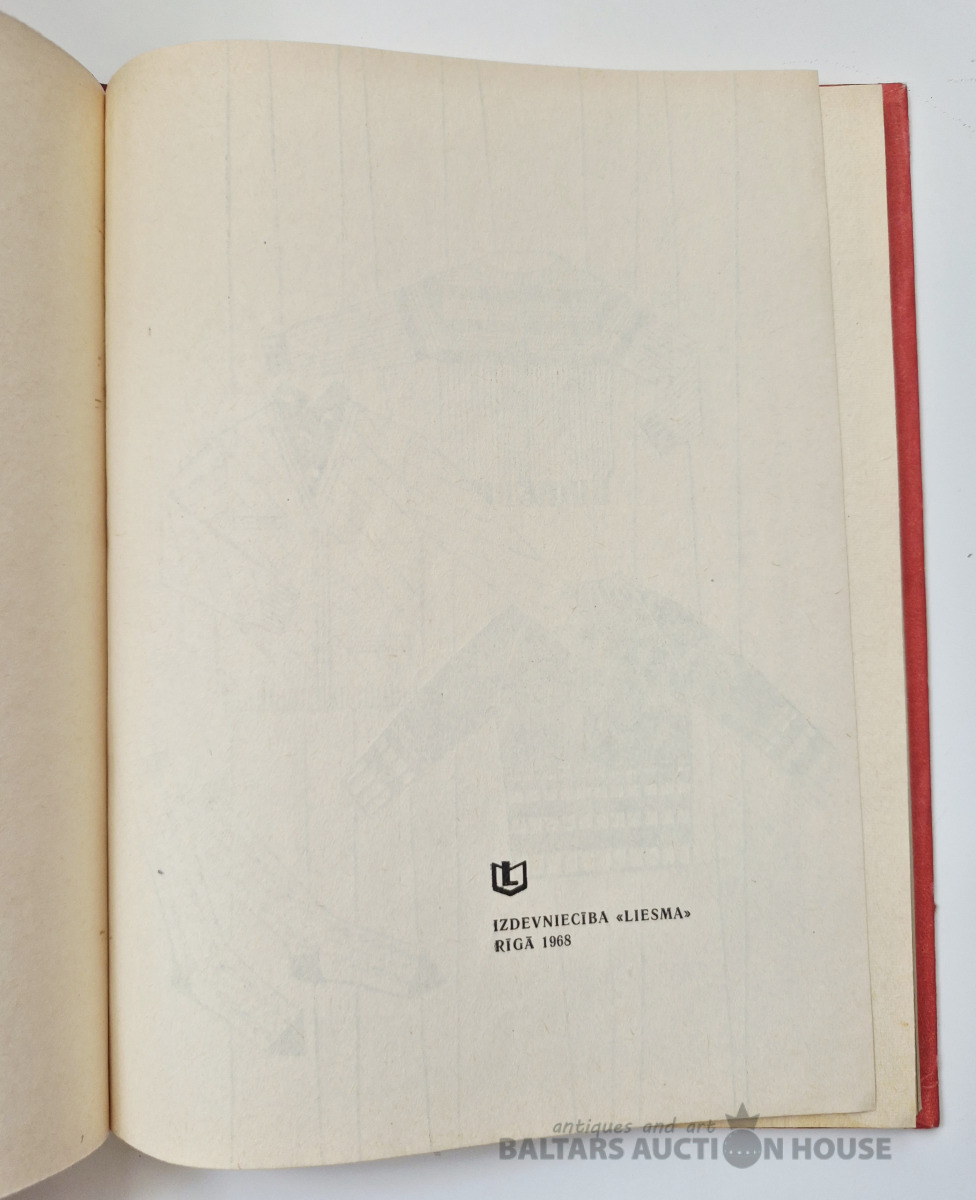 L
IZDEVNIECĪBA «LIESMA»
RĪGĀ 1968
antiques and art
BALTARS AUCTION HOUSE